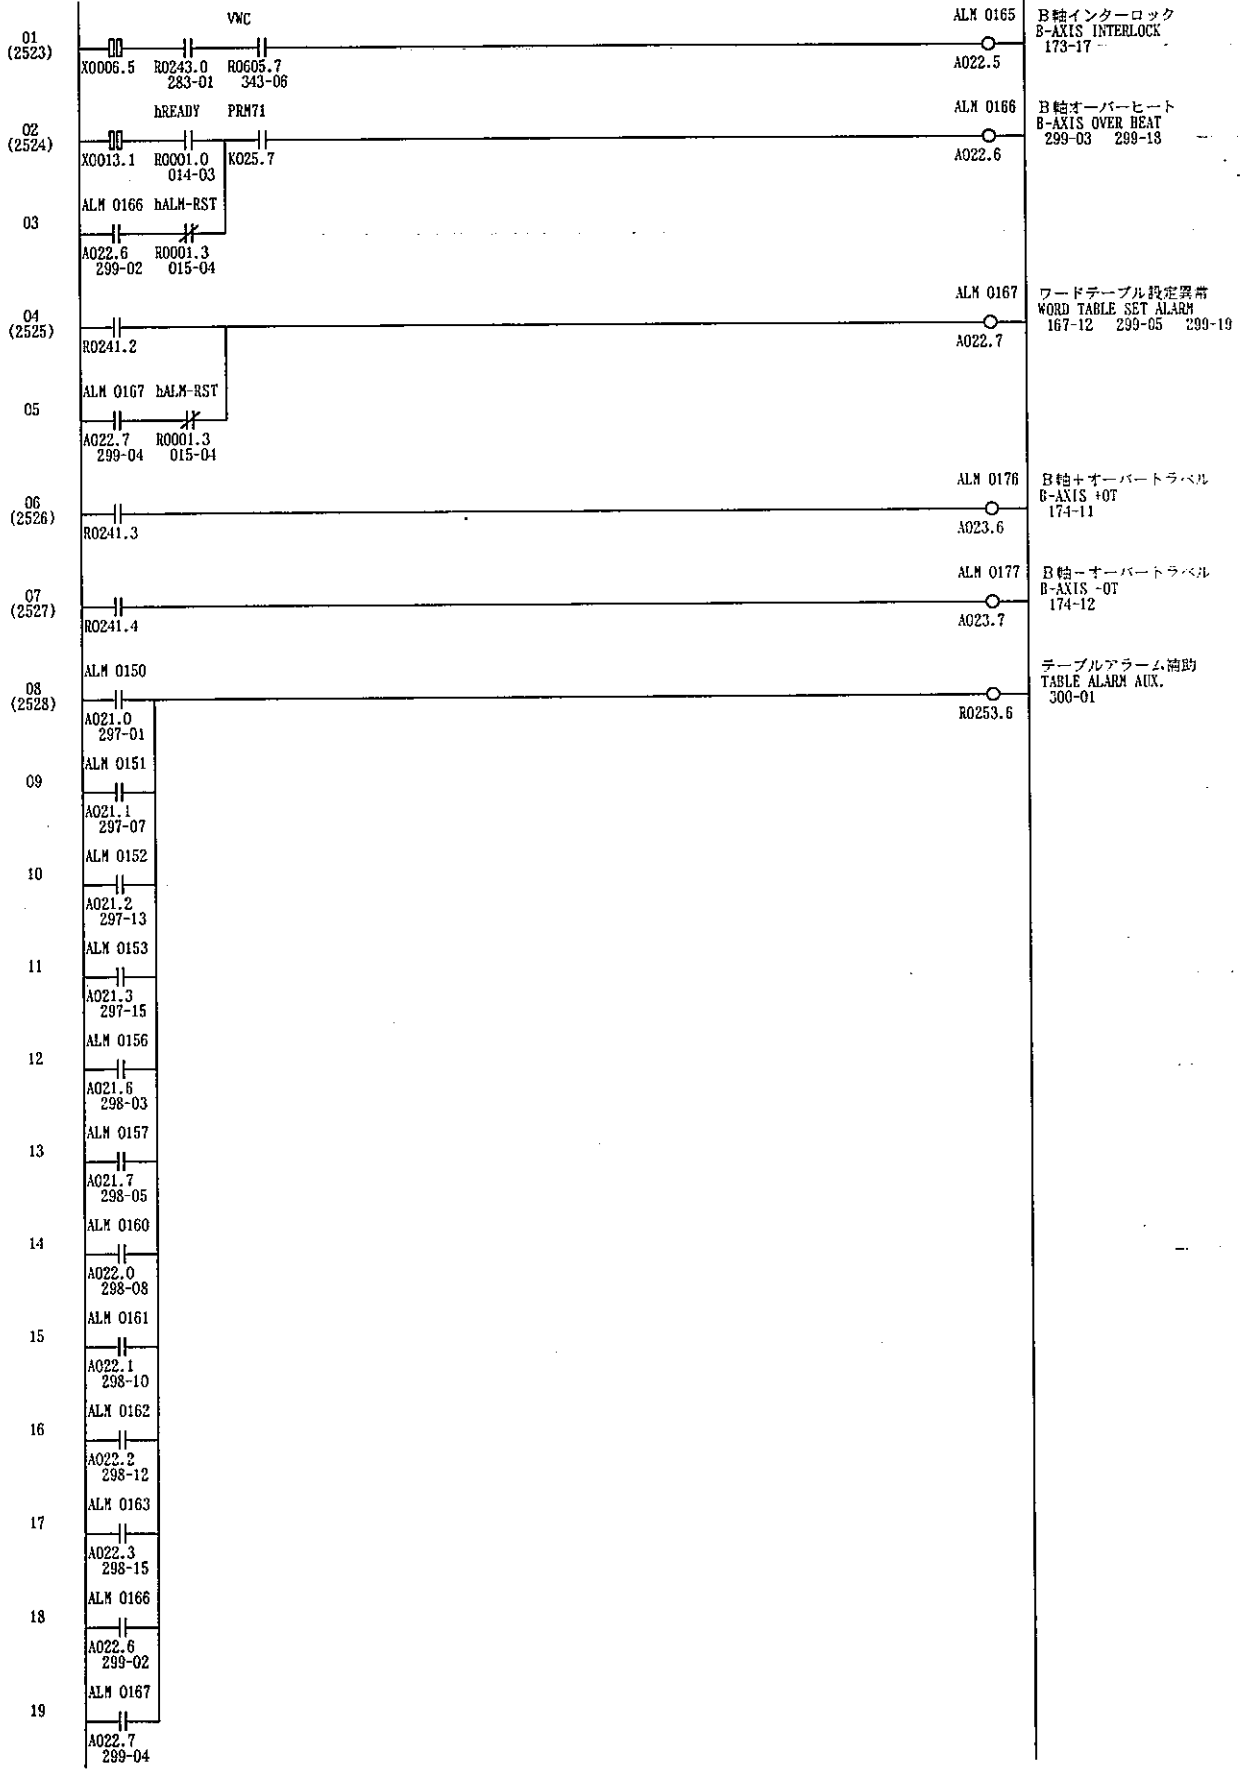 VWC ALM 0165 B軸インターロック
01 B-AXIS INTERLOCK
(2523) 173-17
X0006.5 R0243.0 R0605.7 A022.5
283-01 343-06
hREADY PRM71 ALM 0166 B軸オーバーヒート
02 B-AXIS OVER HEAT
(2524) 299-03 299-18
X0013.1 R0001.0 K025.7 A022.6
014-03
ALM 0166 hALM-RST
03
A022.6 R0001.3
299-02 015-04
ALM 0167 ワードテーブル設定異常
04 WORD TABLE SET ALARM
(2525) 167-12 299-05 299-19
R0241.2 A022.7
ALM 0167 hALM-RST
05
A022.7 R0001.3
299-04 015-04
ALM 0176 B軸+オーバートラベル
06 B-AXIS +OT
(2526) 174-11
R0241.3 A023.6
ALM 0177 B軸-オーバートラベル
07 B-AXIS -OT
(2527) 174-12
R0241.4 A023.7
ALM 0150 テーブルアラーム補助
08 TABLE ALARM AUX.
(2528) 300-01
A021.0 R0253.6
297-01
ALM 0151
09
A021.1
297-07
ALM 0152
10
A021.2
297-13
ALM 0153
11
A021.3
297-15
ALM 0156
12
A021.6
298-03
ALM 0157
13
A021.7
298-05
ALM 0160
14
A022.0
298-08
ALM 0161
15
A022.1
298-10
ALM 0162
16
A022.2
298-12
ALM 0163
17
A022.3
298-15
ALM 0166
18
A022.6
299-02
ALM 0167
19
A022.7
299-04